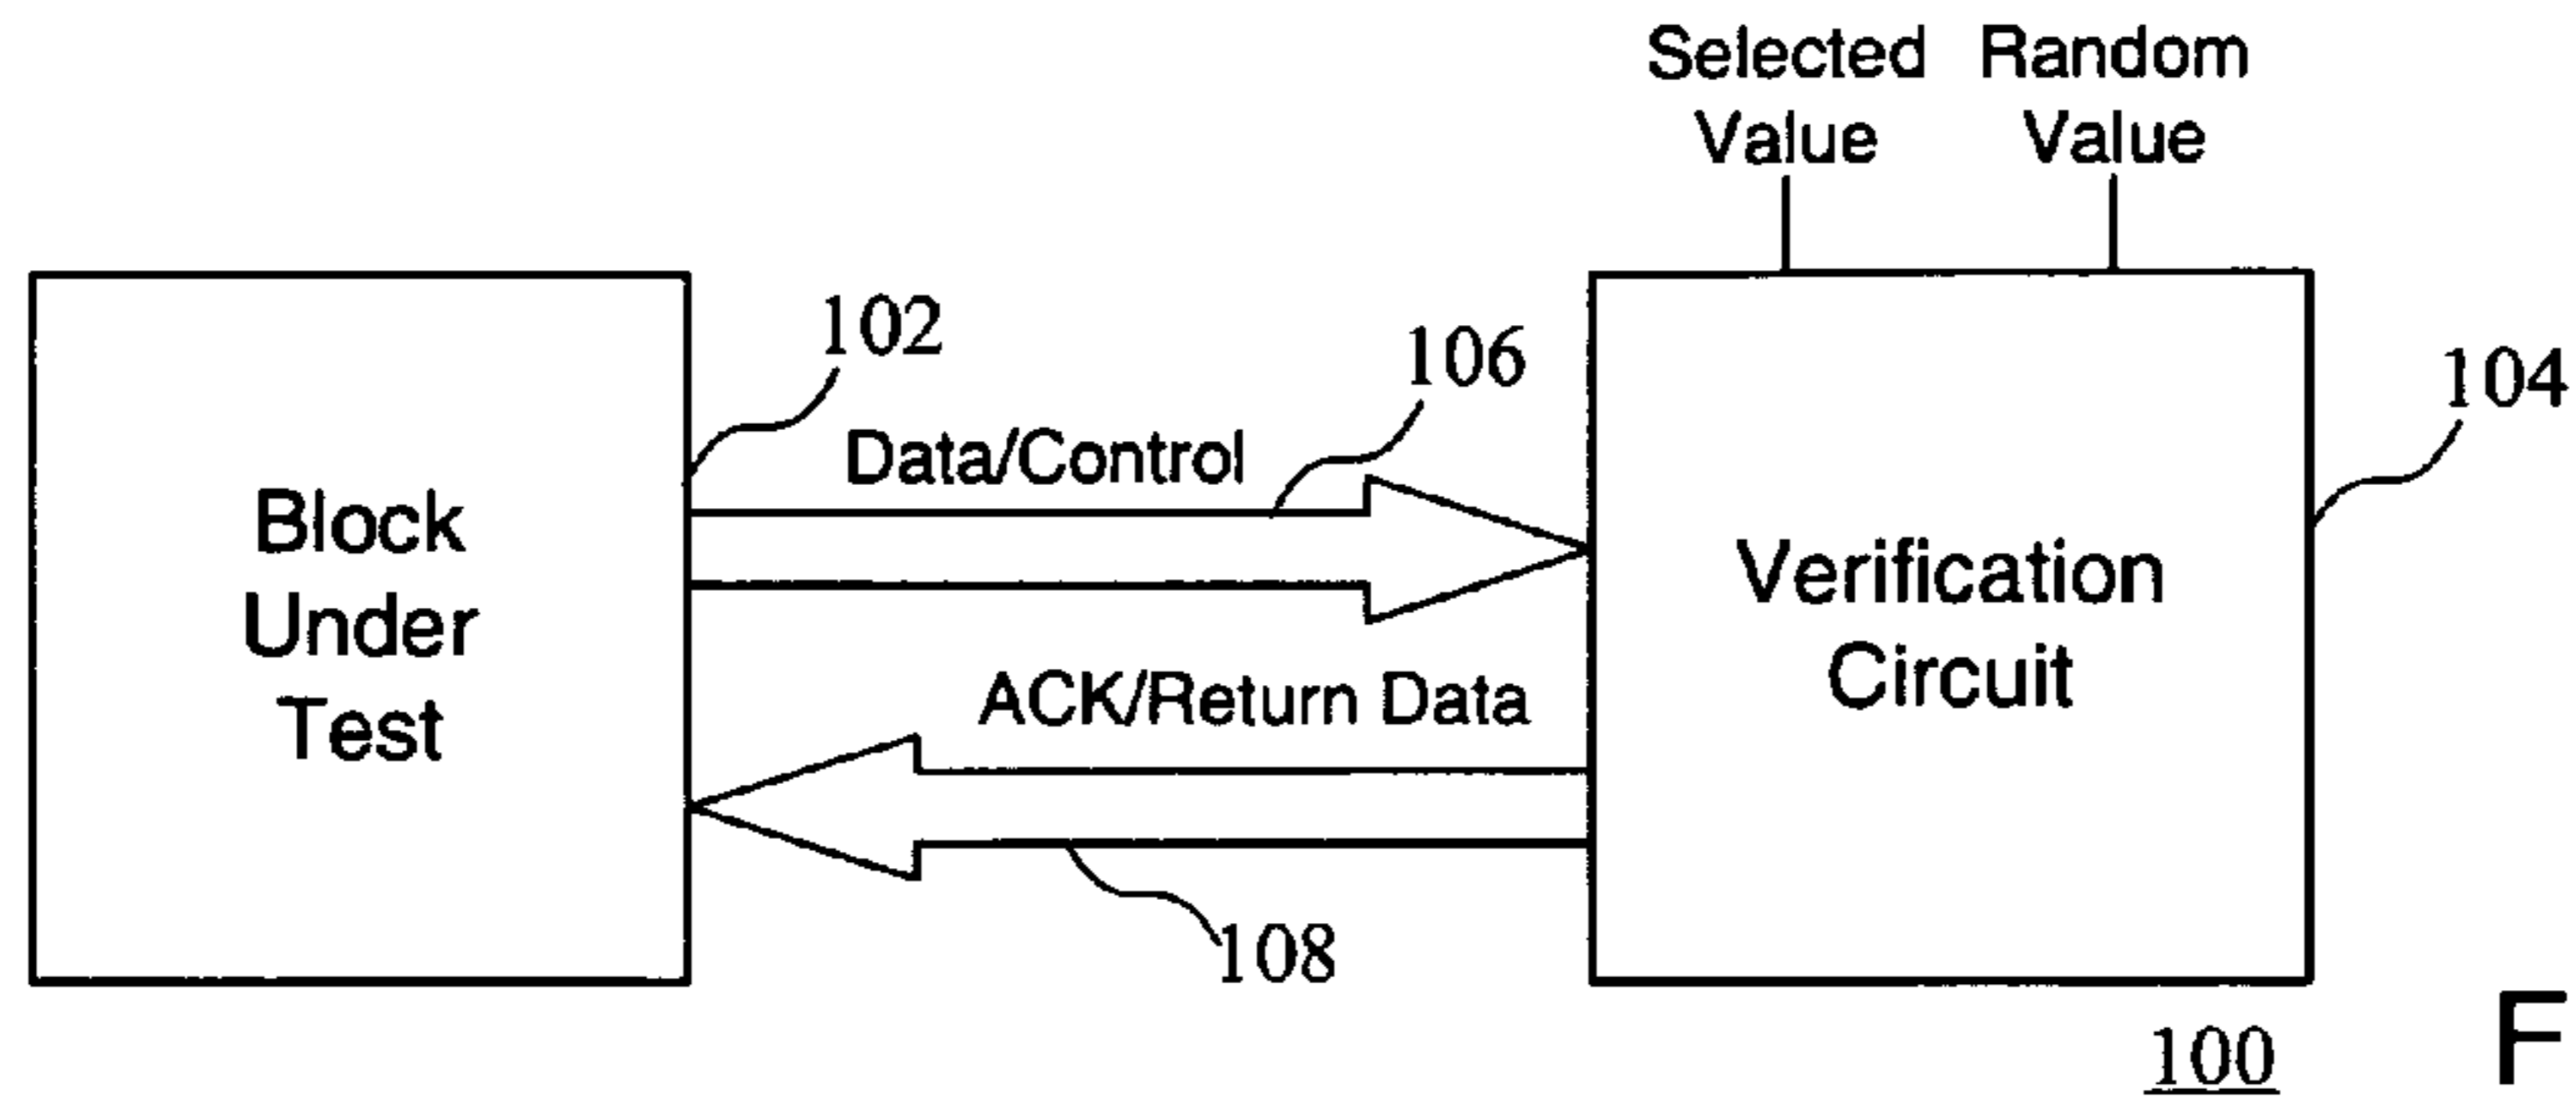 Selected Random
Value Value
102
106
104
Data/Control
Block
Under
Test
Verification
Circuit
ACK/Return Data
108
100
F